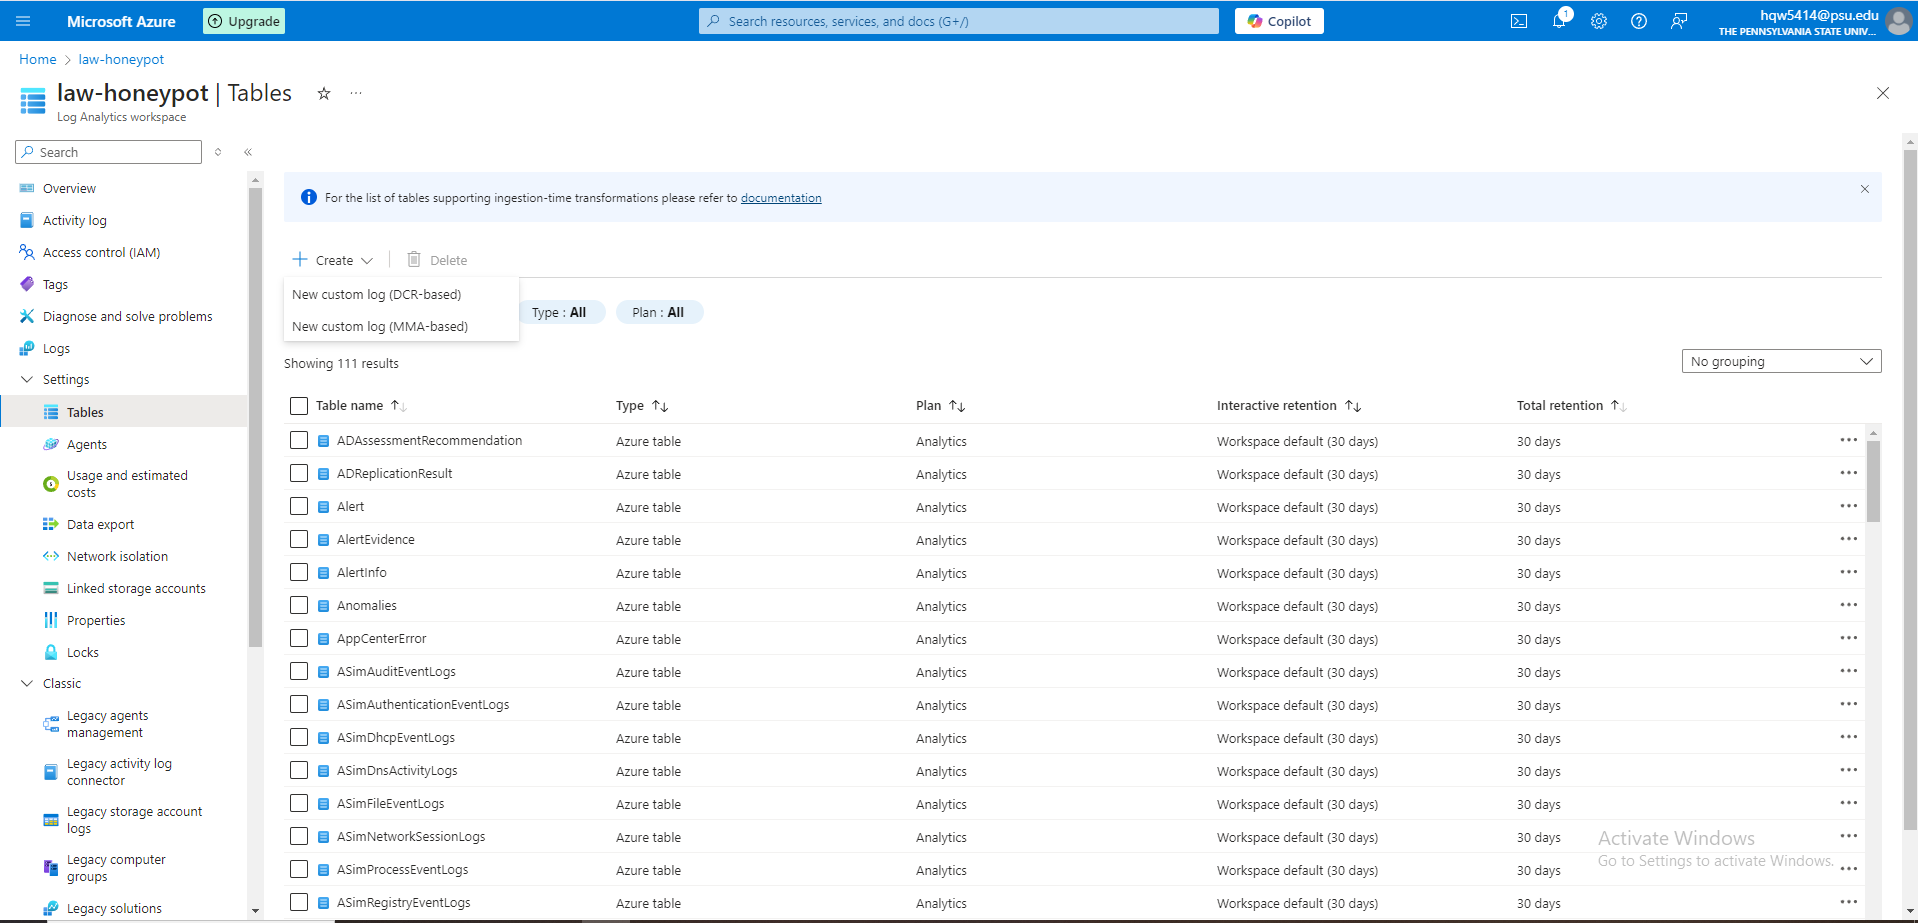 Microsoft Azure
Upgrade
Search resources, services, and docs (G+/)
Copilot
1
hqw5414@psu.edu
THE PENNSYLVANIA STATE UNIV...
Home > law-honeypot
law-honeypot | Tables
Log Analytics workspace
Search
Overview
Activity log
Access control (IAM)
Tags
Diagnose and solve problems
Logs
Settings
Tables
Agents
Usage and estimated
costs
Data export
Network isolation
Linked storage accounts
Properties
Locks
Classic
Legacy agents
management
Legacy activity log
connector
Legacy storage account
logs
Legacy computer
groups
Legacy solutions
For the list of tables supporting ingestion-time transformations please refer to documentation
Create
Delete
New custom log (DCR-based)
New custom log (MMA-based)
Type : All
Plan : All
Showing 111 results
No grouping
Table name Type Plan Interactive retention Total retention
ADAssessmentRecommendation Azure table Analytics Workspace default (30 days) 30 days
ADReplicationResult Azure table Analytics Workspace default (30 days) 30 days
Alert Azure table Analytics Workspace default (30 days) 30 days
AlertEvidence Azure table Analytics Workspace default (30 days) 30 days
AlertInfo Azure table Analytics Workspace default (30 days) 30 days
Anomalies Azure table Analytics Workspace default (30 days) 30 days
AppCenterError Azure table Analytics Workspace default (30 days) 30 days
ASimAuditEventLogs Azure table Analytics Workspace default (30 days) 30 days
ASimAuthenticationEventLogs Azure table Analytics Workspace default (30 days) 30 days
ASimDhcpEventLogs Azure table Analytics Workspace default (30 days) 30 days
ASimDnsActivityLogs Azure table Analytics Workspace default (30 days) 30 days
ASimFileEventLogs Azure table Analytics Workspace default (30 days) 30 days
ASimNetworkSessionLogs Azure table Analytics Workspace default (30 days) 30 days
ASimProcessEventLogs Azure table Analytics Workspace default (30 days) 30 days
ASimRegistryEventLogs Azure table Analytics Workspace default (30 days) 30 days
Activate Windows
Go to Settings to activate Windows.